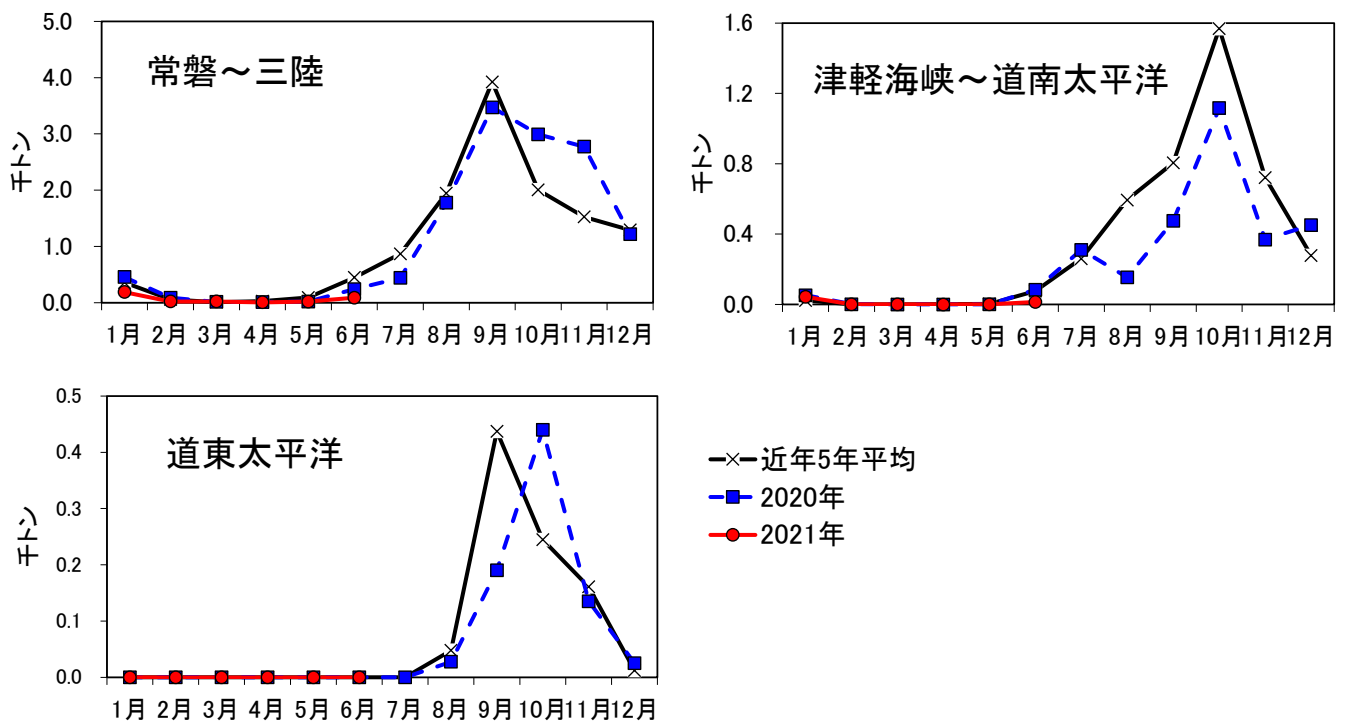 常磐～三陸
千トン
5.0
4.0
3.0
2.0
1.0
0.0
1月 2月 3月 4月 5月 6月 7月 8月 9月 10月 11月 12月
津軽海峡～道南太平洋
千トン
1.6
1.2
0.8
0.4
0.0
1月 2月 3月 4月 5月 6月 7月 8月 9月 10月 11月 12月
道東太平洋
千トン
0.5
0.4
0.3
0.2
0.1
0.0
1月 2月 3月 4月 5月 6月 7月 8月 9月 10月 11月 12月
近年5年平均
2020年
2021年